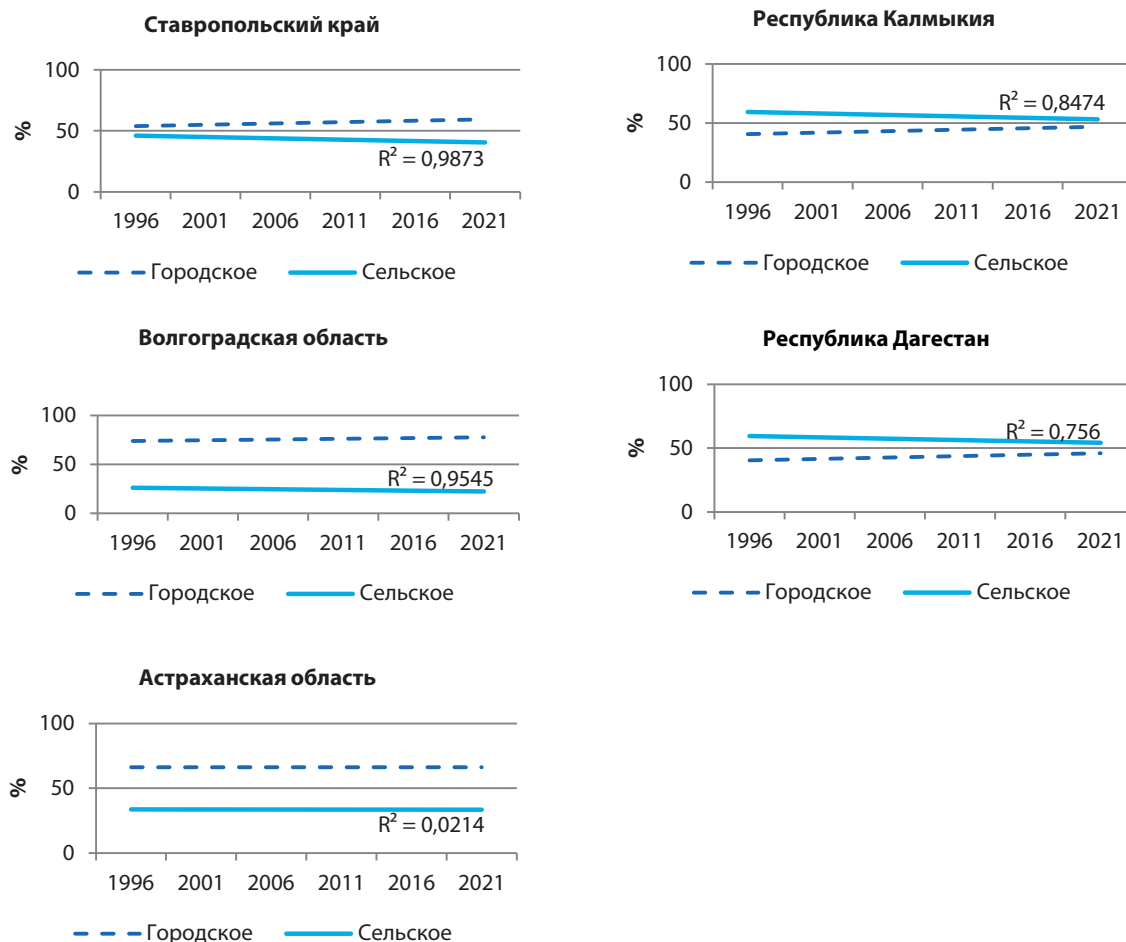 Ставропольский край
100
50
0
%
R² = 0,9873
1996 2001 2006 2011 2016 2021
Городское Сельское
Республика Калмыкия
100
50
0
%
R² = 0,8474
1996 2001 2006 2011 2016 2021
Городское Сельское
Волгоградская область
100
50
0
%
R² = 0,9545
1996 2001 2006 2011 2016 2021
Городское Сельское
Республика Дагестан
100
50
0
%
R² = 0,756
1996 2001 2006 2011 2016 2021
Городское Сельское
Астраханская область
100
50
0
%
R² = 0,0214
1996 2001 2006 2011 2016 2021
Городское Сельское